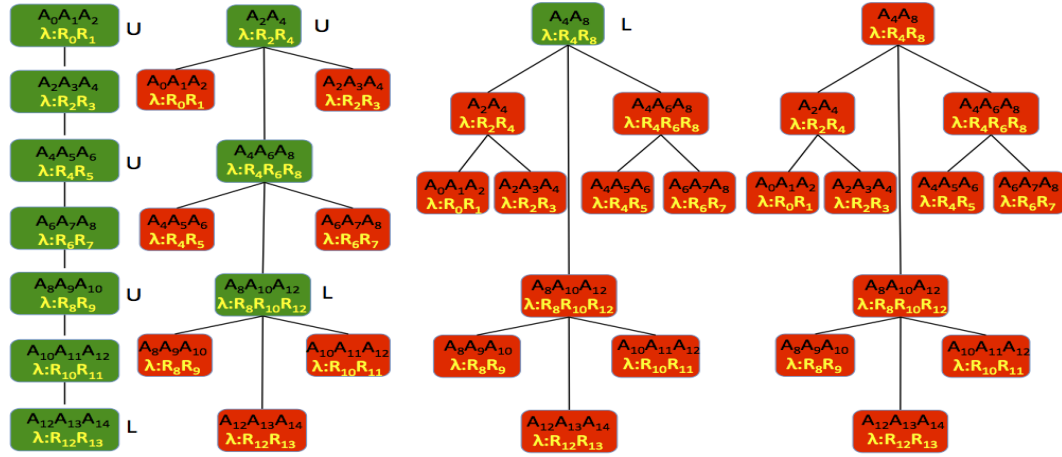 A₀A₁A₂
λ:R₀R₁
U
A₂A₃A₄
λ:R₂R₃
A₄A₅A₆
λ:R₄R₅
U
A₆A₇A₈
λ:R₆R₇
A₈A₉A₁₀
λ:R₈R₉
U
A₁₀A₁₁A₁₂
λ:R₁₀R₁₁
A₁₂A₁₃A₁₄
λ:R₁₂R₁₃
L
A₂A₄
λ:R₂R₄
U
A₀A₁A₂
λ:R₀R₁
A₂A₃A₄
λ:R₂R₃
A₄A₆A₈
λ:R₄R₆R₈
A₄A₅A₆
λ:R₄R₅
A₆A₇A₈
λ:R₆R₇
A₈A₁₀A₁₂
λ:R₈R₁₀R₁₂
L
A₈A₉A₁₀
λ:R₈R₉
A₁₀A₁₁A₁₂
λ:R₁₀R₁₁
A₁₂A₁₃A₁₄
λ:R₁₂R₁₃
A₄A₈
λ:R₄R₈
L
A₂A₄
λ:R₂R₄
A₄A₆A₈
λ:R₄R₆R₈
A₀A₁A₂
λ:R₀R₁
A₂A₃A₄
λ:R₂R₃
A₄A₅A₆
λ:R₄R₅
A₆A₇A₈
λ:R₆R₇
A₈A₁₀A₁₂
λ:R₈R₁₀R₁₂
A₈A₉A₁₀
λ:R₈R₉
A₁₀A₁₁A₁₂
λ:R₁₀R₁₁
A₁₂A₁₃A₁₄
λ:R₁₂R₁₃
A₄A₈
λ:R₄R₈
A₂A₄
λ:R₂R₄
A₄A₆A₈
λ:R₄R₆R₈
A₀A₁A₂
λ:R₀R₁
A₂A₃A₄
λ:R₂R₃
A₄A₅A₆
λ:R₄R₅
A₆A₇A₈
λ:R₆R₇
A₈A₁₀A₁₂
λ:R₈R₁₀R₁₂
A₈A₉A₁₀
λ:R₈R₉
A₁₀A₁₁A₁₂
λ:R₁₀R₁₁
A₁₂A₁₃A₁₄
λ:R₁₂R₁₃